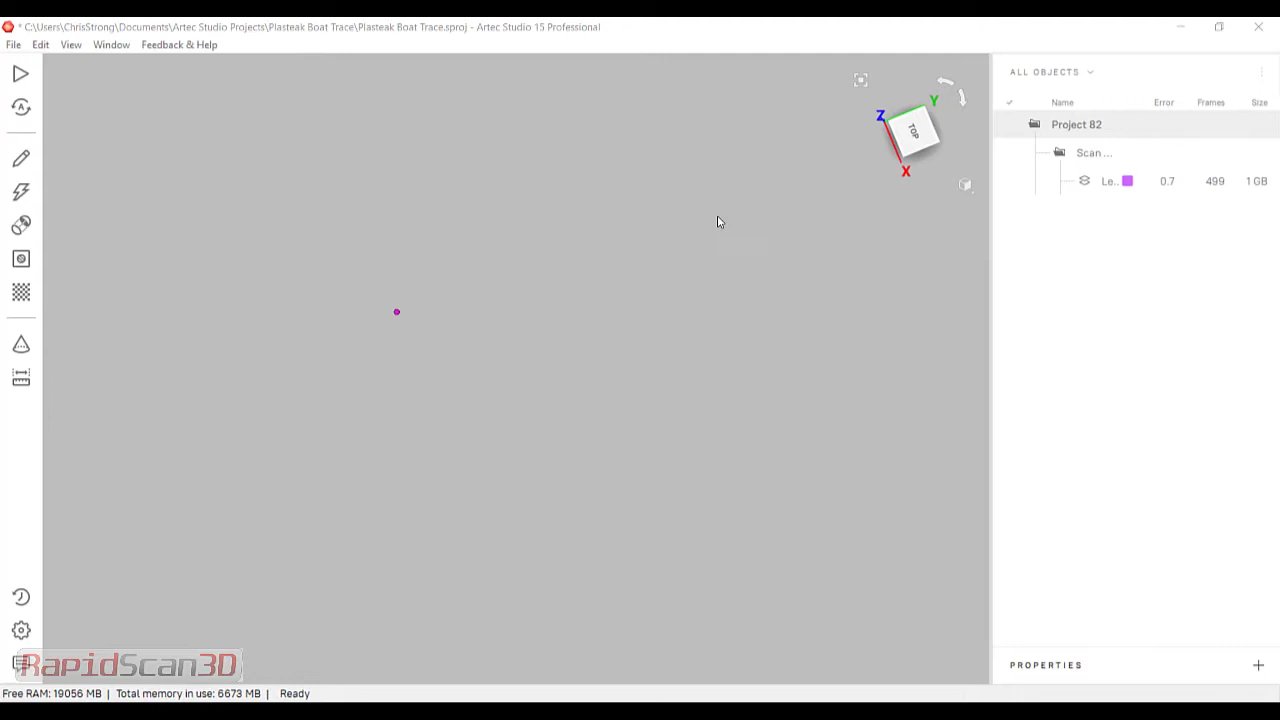 * C:\Users\ChrisStrong\Documents\Artec Studio Projects\Plasteak Boat Trace\Plasteak Boat Trace.sproj - Artec Studio 15 Professional
File Edit View Window Feedback & Help
ALL OBJECTS
Name Error Frames Size
Project 82
Scan ...
Le.. 0.7 499 1 GB
Z Y
TOP
X
PROPERTIES
RapidScan3D
Free RAM: 19056 MB | Total memory in use: 6673 MB | Ready